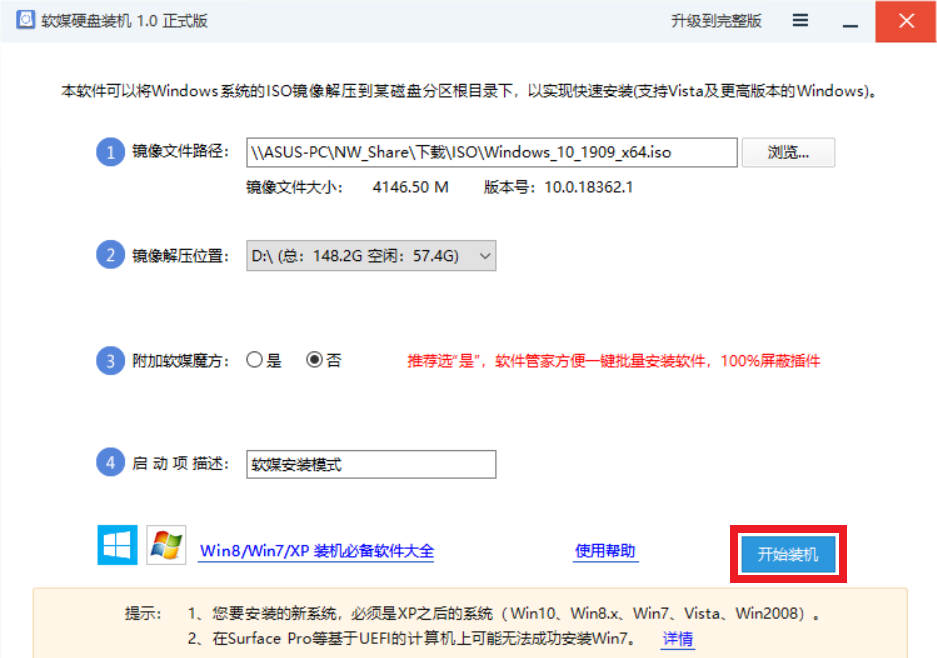 软媒硬盘装机 1.0 正式版 升级到完整版
本软件可以将Windows系统的ISO镜像解压到某磁盘分区根目录下，以实现快速安装(支持Vista及更高版本的Windows)。
1 镜像文件路径： \\ASUS-PC\NW_Share\下载\ISO\Windows_10_1909_x64.iso 浏览...
镜像文件大小： 4146.50 M 版本号：10.0.18362.1
2 镜像解压位置： D:\ (总：148.2G 空闲：57.4G)
3 附加软媒魔方： 是 否 推荐选“是”，软件管家方便一键批量安装软件，100%屏蔽插件
4 启 动 项 描述： 软媒安装模式
Win8/Win7/XP 装机必备软件大全 使用帮助 开始装机
提示： 1、您要安装的新系统，必须是XP之后的系统（Win10、Win8.x、Win7、Vista、Win2008）。
2、在Surface Pro等基于UEFI的计算机上可能无法成功安装Win7。 详情